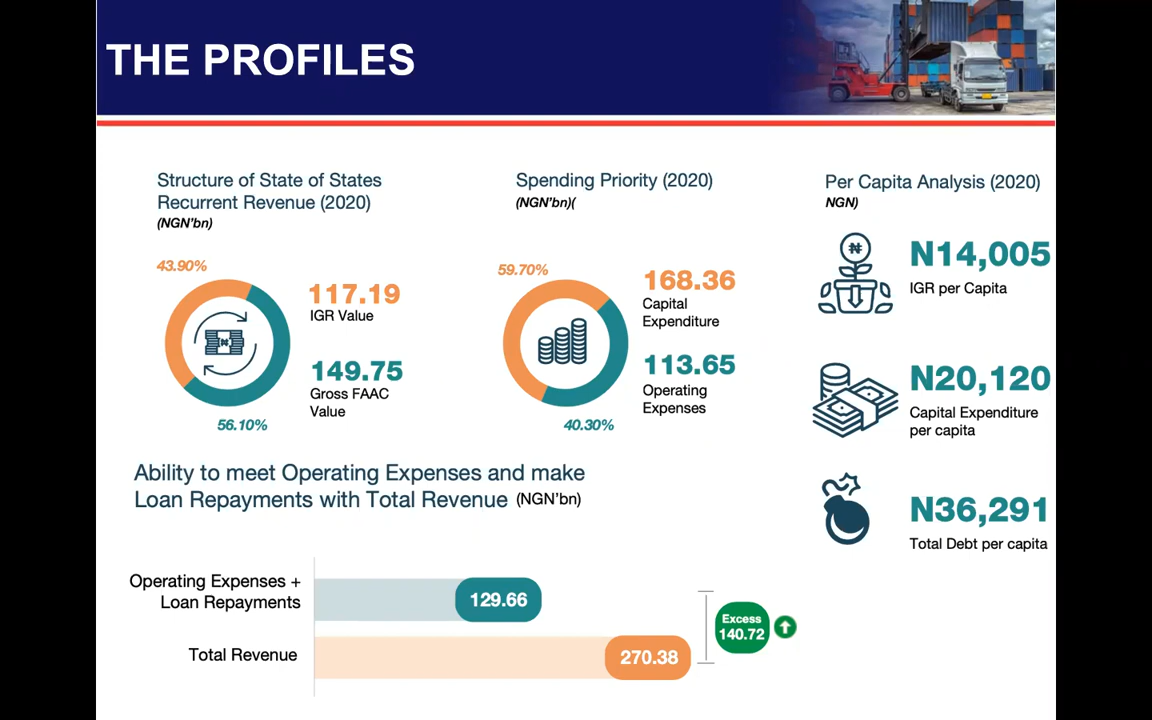 THE PROFILES
Structure of State of States
Recurrent Revenue (2020)
(NGN'bn)
43.90%
117.19
IGR Value
149.75
Gross FAAC
Value
56.10%
Spending Priority (2020)
(NGN'bn)(
59.70%
168.36
Capital
Expenditure
113.65
Operating
Expenses
40.30%
Per Capita Analysis (2020)
NGN)
N14,005
IGR per Capita
N20,120
Capital Expenditure
per capita
N36,291
Total Debt per capita
Ability to meet Operating Expenses and make
Loan Repayments with Total Revenue (NGN'bn)
Operating Expenses +
Loan Repayments
129.66
Total Revenue
270.38
Excess
140.72